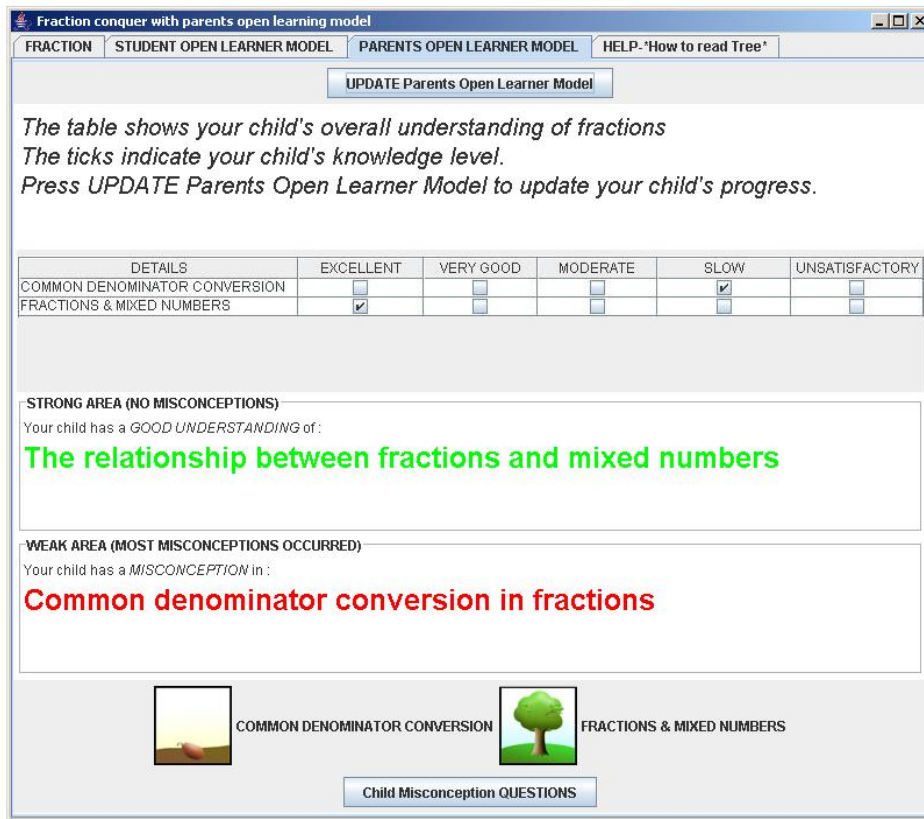 Fraction conquer with parents open learning model
FRACTION STUDENT OPEN LEARNER MODEL PARENTS OPEN LEARNER MODEL HELP-*How to read Tree*
UPDATE Parents Open Learner Model
The table shows your child's overall understanding of fractions
The ticks indicate your child's knowledge level.
Press UPDATE Parents Open Learner Model to update your child's progress.
DETAILS EXCELLENT VERY GOOD MODERATE SLOW UNSATISFACTORY
COMMON DENOMINATOR CONVERSION
FRACTIONS & MIXED NUMBERS
STRONG AREA (NO MISCONCEPTIONS)
Your child has a GOOD UNDERSTANDING of :
The relationship between fractions and mixed numbers
WEAK AREA (MOST MISCONCEPTIONS OCCURRED)
Your child has a MISCONCEPTION in :
Common denominator conversion in fractions
COMMON DENOMINATOR CONVERSION FRACTIONS & MIXED NUMBERS
Child Misconception QUESTIONS